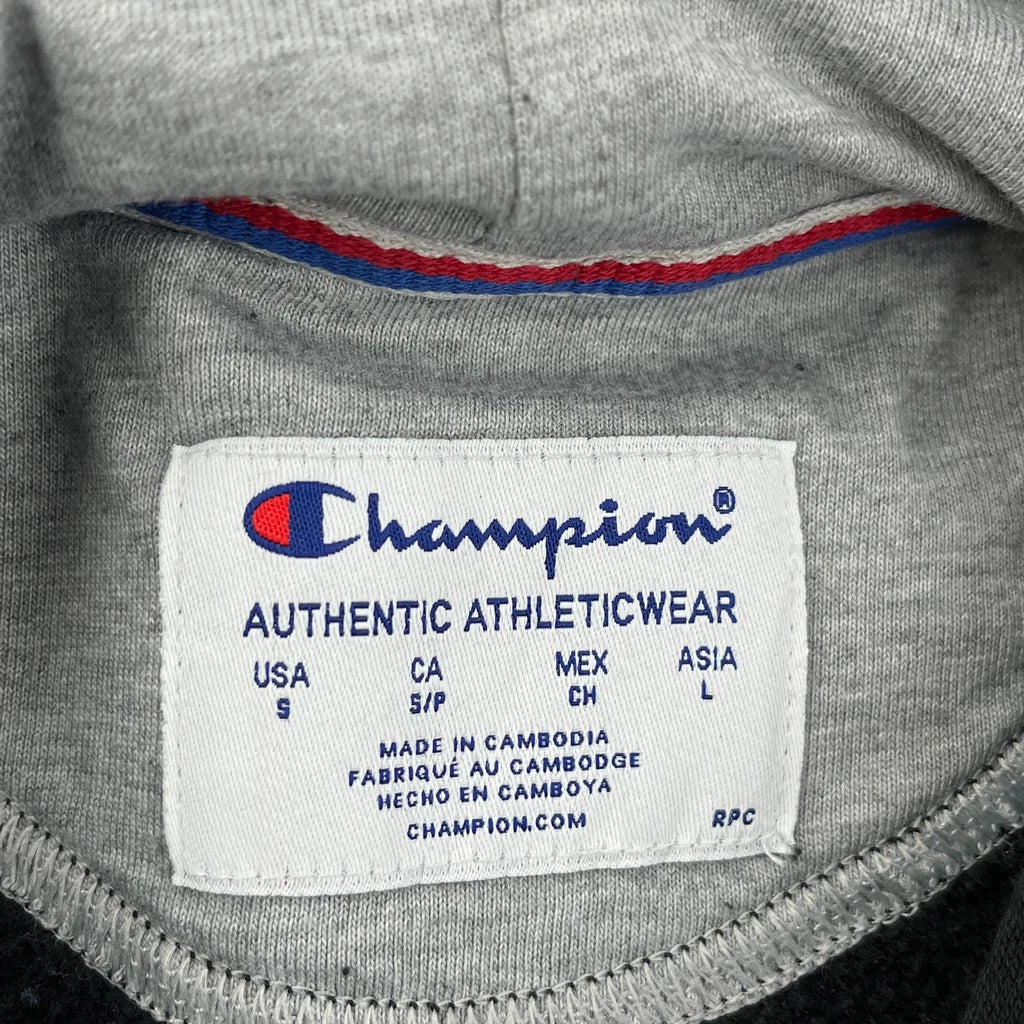 Champion®
AUTHENTIC ATHLETICWEAR
USA CA MEX ASIA
S S/P CH L
MADE IN CAMBODIA
FABRIQUÉ AU CAMBODGE
HECHO EN CAMBOYA
CHAMPION.COM RPC